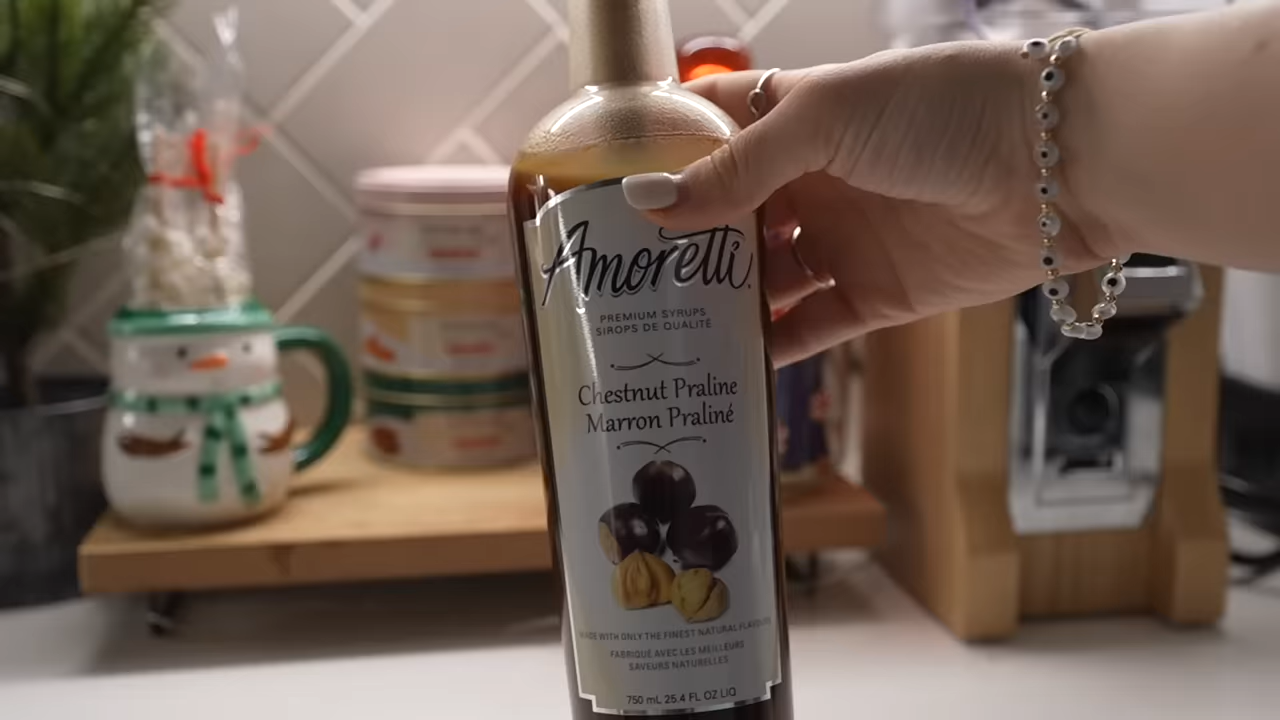 Amoretti
PREMIUM SYRUPS
SIROPS DE QUALITÉ
Chestnut Praline
Marron Praliné
MADE WITH ONLY THE FINEST NATURAL FLAVOURS
FABRIQUÉ AVEC LES MEILLEURS
SAVEURS NATURELLES
750 mL 25.4 FL OZ LIQ